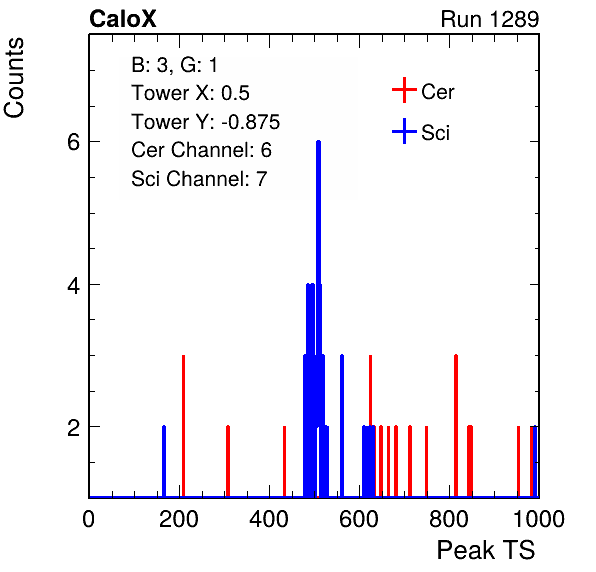 CaloX Run 1289
Counts
B: 3, G: 1
Tower X: 0.5
Tower Y: -0.875
Cer Channel: 6
Sci Channel: 7
Cer
Sci
6
4
2
0 200 400 600 800 1000
Peak TS